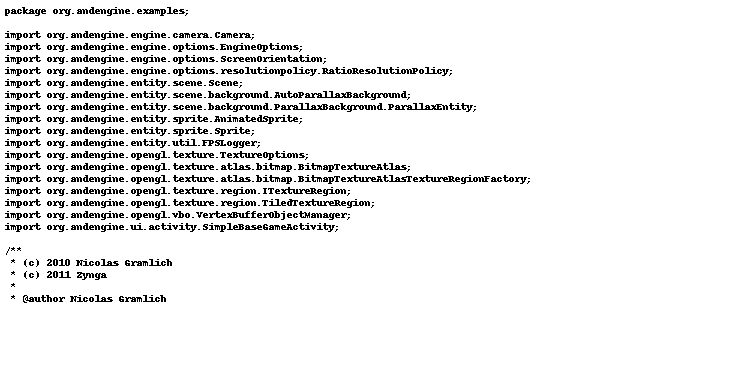 package org.andengine.examples;

import org.andengine.engine.camera.Camera;
import org.andengine.engine.options.EngineOptions;
import org.andengine.engine.options.ScreenOrientation;
import org.andengine.engine.options.resolutionpolicy.RatioResolutionPolicy;
import org.andengine.entity.scene.Scene;
import org.andengine.entity.scene.background.AutoParallaxBackground;
import org.andengine.entity.scene.background.ParallaxBackground.ParallaxEntity;
import org.andengine.entity.sprite.AnimatedSprite;
import org.andengine.entity.sprite.Sprite;
import org.andengine.entity.util.FPSLogger;
import org.andengine.opengl.texture.TextureOptions;
import org.andengine.opengl.texture.atlas.bitmap.BitmapTextureAtlas;
import org.andengine.opengl.texture.atlas.bitmap.BitmapTextureAtlasTextureRegionFactory;
import org.andengine.opengl.texture.region.ITextureRegion;
import org.andengine.opengl.texture.region.TiledTextureRegion;
import org.andengine.opengl.vbo.VertexBufferObjectManager;
import org.andengine.ui.activity.SimpleBaseGameActivity;

/**
 * (c) 2010 Nicolas Gramlich
 * (c) 2011 Zynga
 *
 * @author Nicolas Gramlich